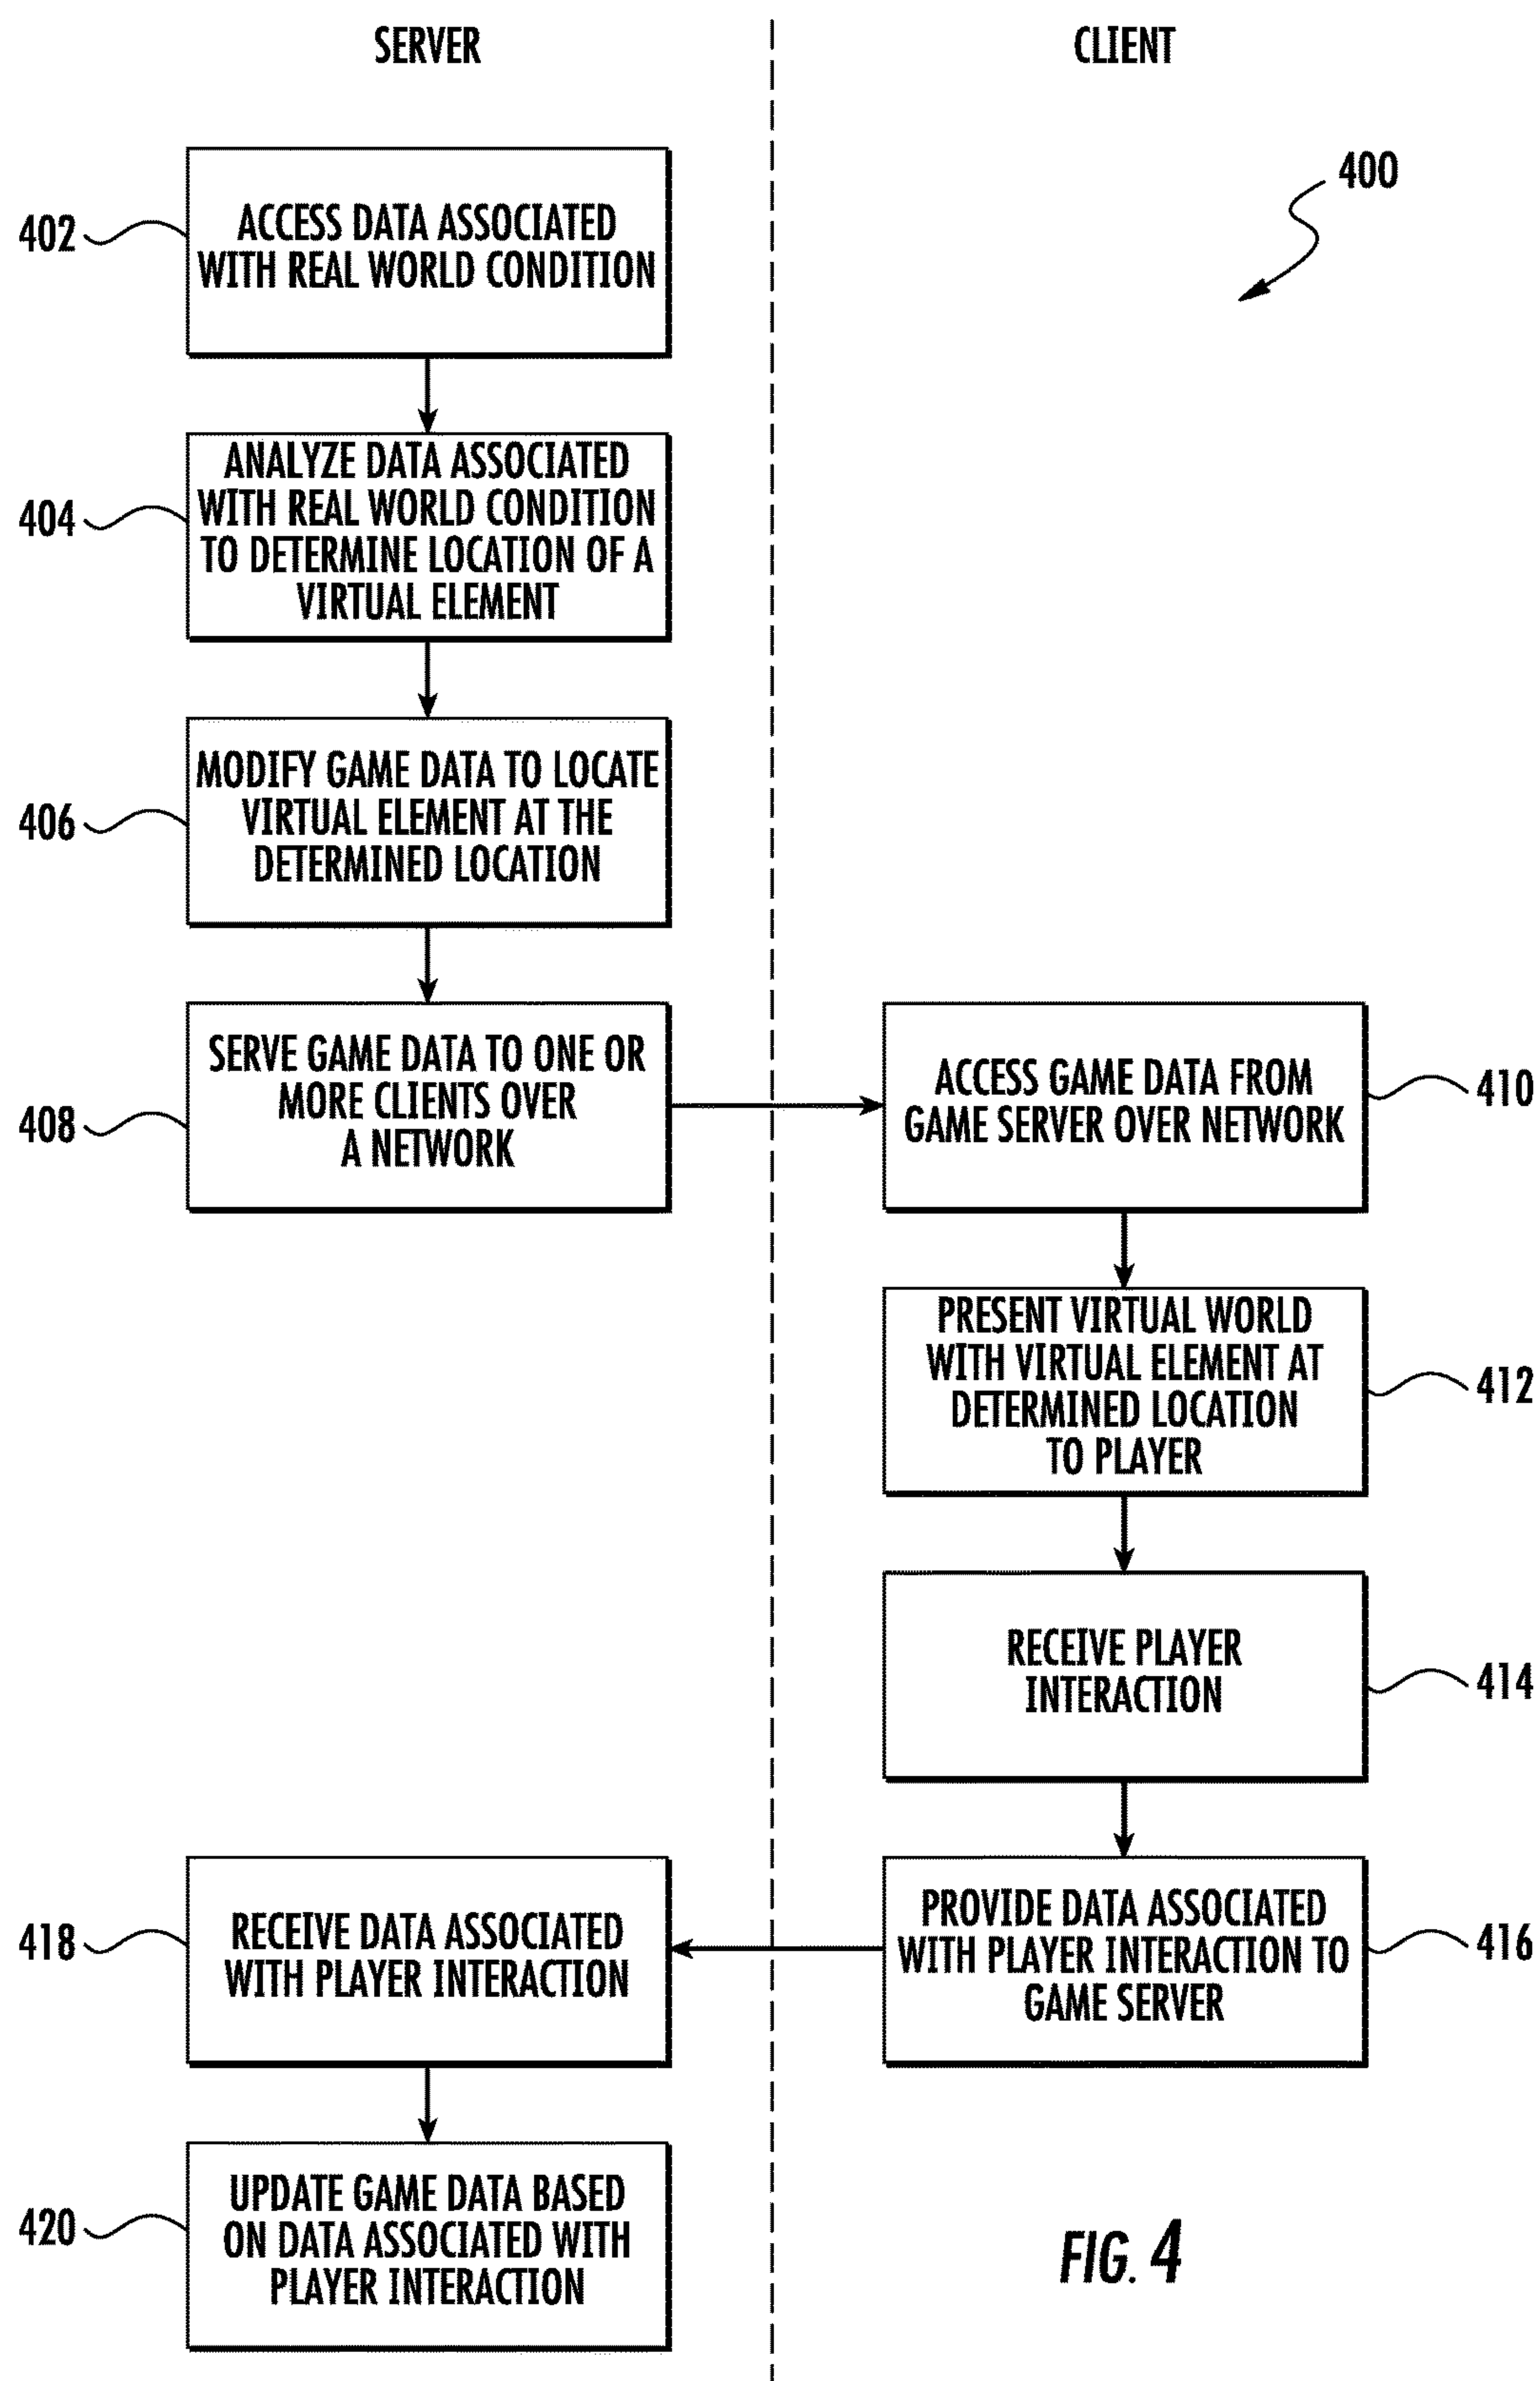 SERVER
CLIENT
400
402
ACCESS DATA ASSOCIATED
WITH REAL WORLD CONDITION
404
ANALYZE DATA ASSOCIATED
WITH REAL WORLD CONDITION
TO DETERMINE LOCATION OF A
VIRTUAL ELEMENT
406
MODIFY GAME DATA TO LOCATE
VIRTUAL ELEMENT AT THE
DETERMINED LOCATION
408
SERVE GAME DATA TO ONE OR
MORE CLIENTS OVER
A NETWORK
ACCESS GAME DATA FROM
GAME SERVER OVER NETWORK
410
PRESENT VIRTUAL WORLD
WITH VIRTUAL ELEMENT AT
DETERMINED LOCATION
TO PLAYER
412
RECEIVE PLAYER
INTERACTION
414
PROVIDE DATA ASSOCIATED
WITH PLAYER INTERACTION TO
GAME SERVER
416
418
RECEIVE DATA ASSOCIATED
WITH PLAYER INTERACTION
420
UPDATE GAME DATA BASED
ON DATA ASSOCIATED WITH
PLAYER INTERACTION
FIG. 4